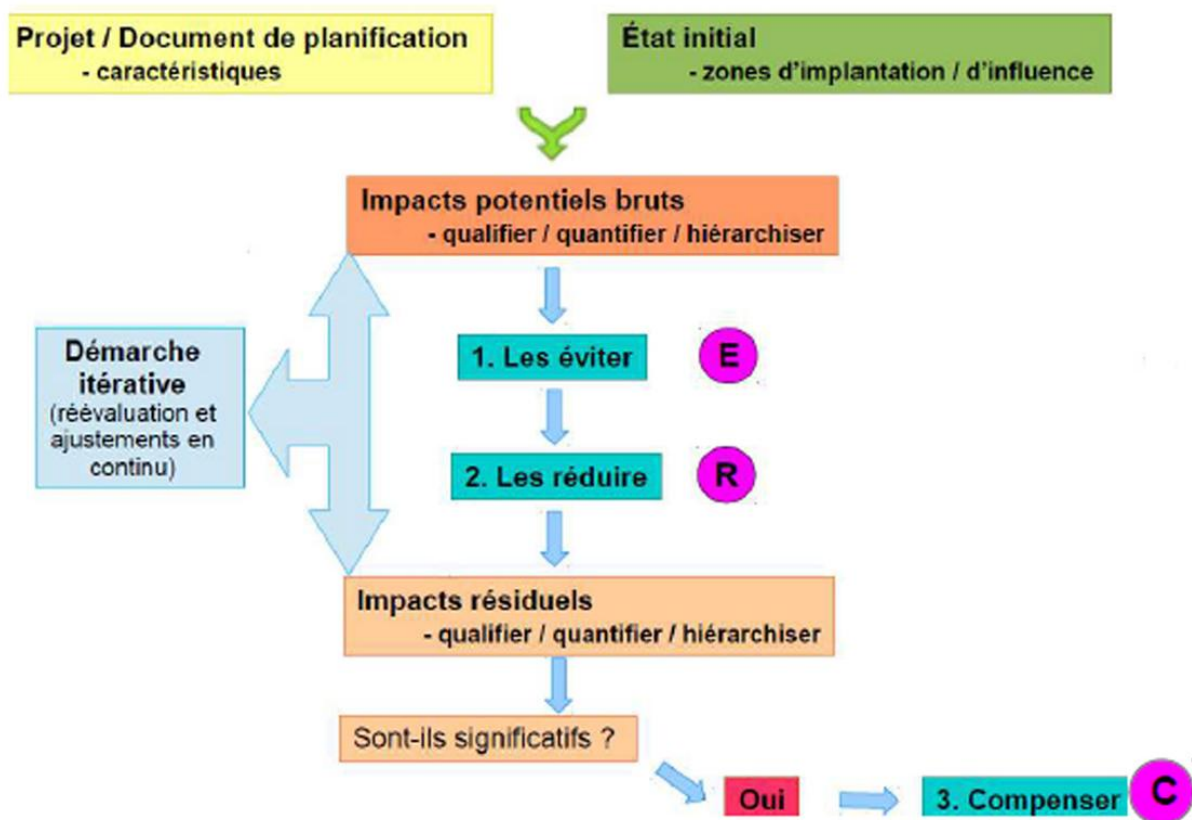 Projet / Document de planification
- caractéristiques
État initial
- zones d'implantation / d'influence
Impacts potentiels bruts
- qualifier / quantifier / hiérarchiser
Démarche
itérative
(réévaluation et
ajustements en
continu)
1. Les éviter
E
2. Les réduire
R
Impacts résiduels
- qualifier / quantifier / hiérarchiser
Sont-ils significatifs ?
Oui
3. Compenser
C